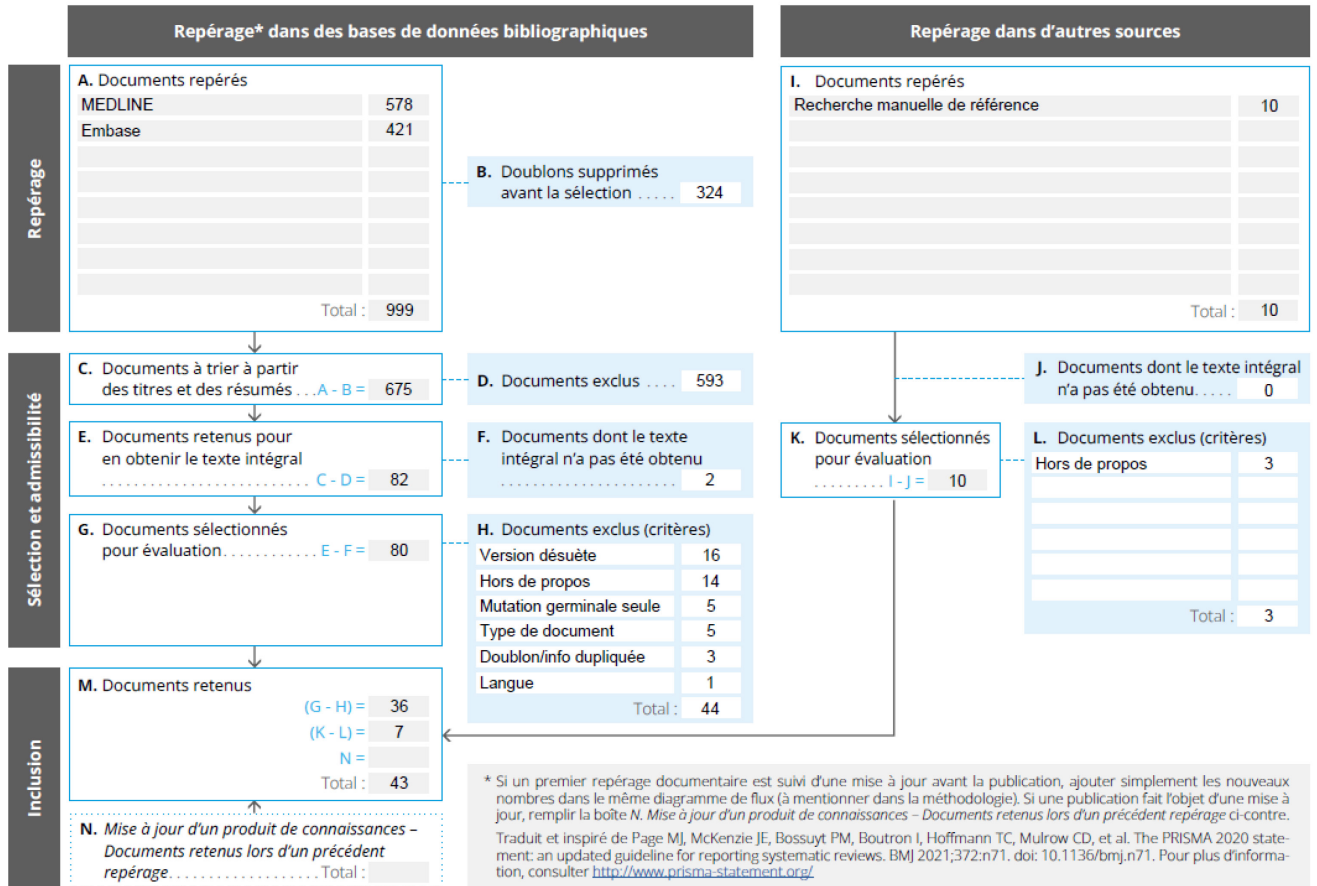 Repérage* dans des bases de données bibliographiques
Repérage dans d'autres sources
Repérage
A. Documents repérés
MEDLINE 578
Embase 421
Total : 999
B. Doublons supprimés
avant la sélection ..... 324
I. Documents repérés
Recherche manuelle de référence 10
Total : 10
Sélection et admissibilité
C. Documents à trier à partir
des titres et des résumés ...A - B = 675
D. Documents exclus .... 593
E. Documents retenus pour
en obtenir le texte intégral
.......................... C - D = 82
F. Documents dont le texte
intégral n'a pas été obtenu
...................... 2
G. Documents sélectionnés
pour évaluation............ E - F = 80
H. Documents exclus (critères)
Version désuète 16
Hors de propos 14
Mutation germinale seule 5
Type de document 5
Doublon/info dupliquée 3
Langue 1
Total : 44
J. Documents dont le texte intégral
n'a pas été obtenu..... 0
K. Documents sélectionnés
pour évaluation
......... I - J = 10
L. Documents exclus (critères)
Hors de propos 3
Total : 3
Inclusion
M. Documents retenus
(G - H) = 36
(K - L) = 7
N =
Total : 43
N. Mise à jour d'un produit de connaissances –
Documents retenus lors d'un précédent
repérage...................Total :
* Si un premier repérage documentaire est suivi d'une mise à jour avant la publication, ajouter simplement les nouveaux
nombres dans le même diagramme de flux (à mentionner dans la méthodologie). Si une publication fait l'objet d'une mise à
jour, remplir la boîte N. Mise à jour d'un produit de connaissances – Documents retenus lors d'un précédent repérage ci-contre.
Traduit et inspiré de Page MJ, McKenzie JE, Bossuyt PM, Boutron I, Hoffmann TC, Mulrow CD, et al. The PRISMA 2020 state-
ment: an updated guideline for reporting systematic reviews. BMJ 2021;372:n71. doi: 10.1136/bmj.n71. Pour plus d'informa-
tion, consulter http://www.prisma-statement.org/